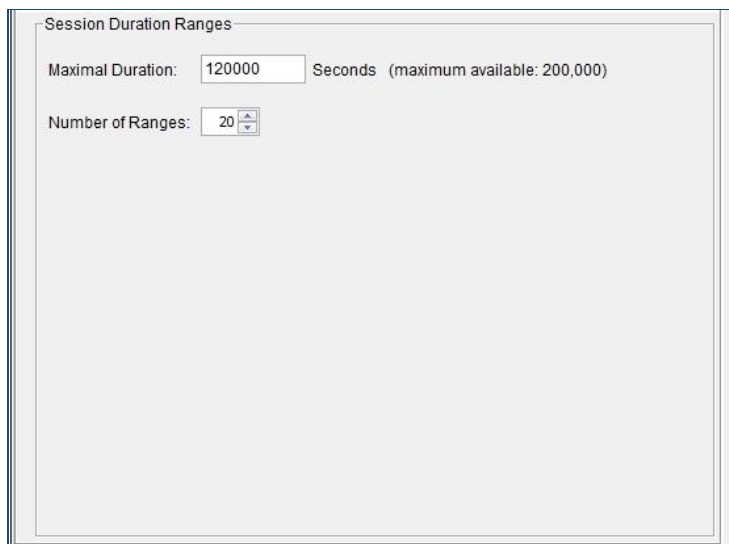 Session Duration Ranges
Maximal Duration: 120000 Seconds (maximum available: 200,000)
Number of Ranges: 20